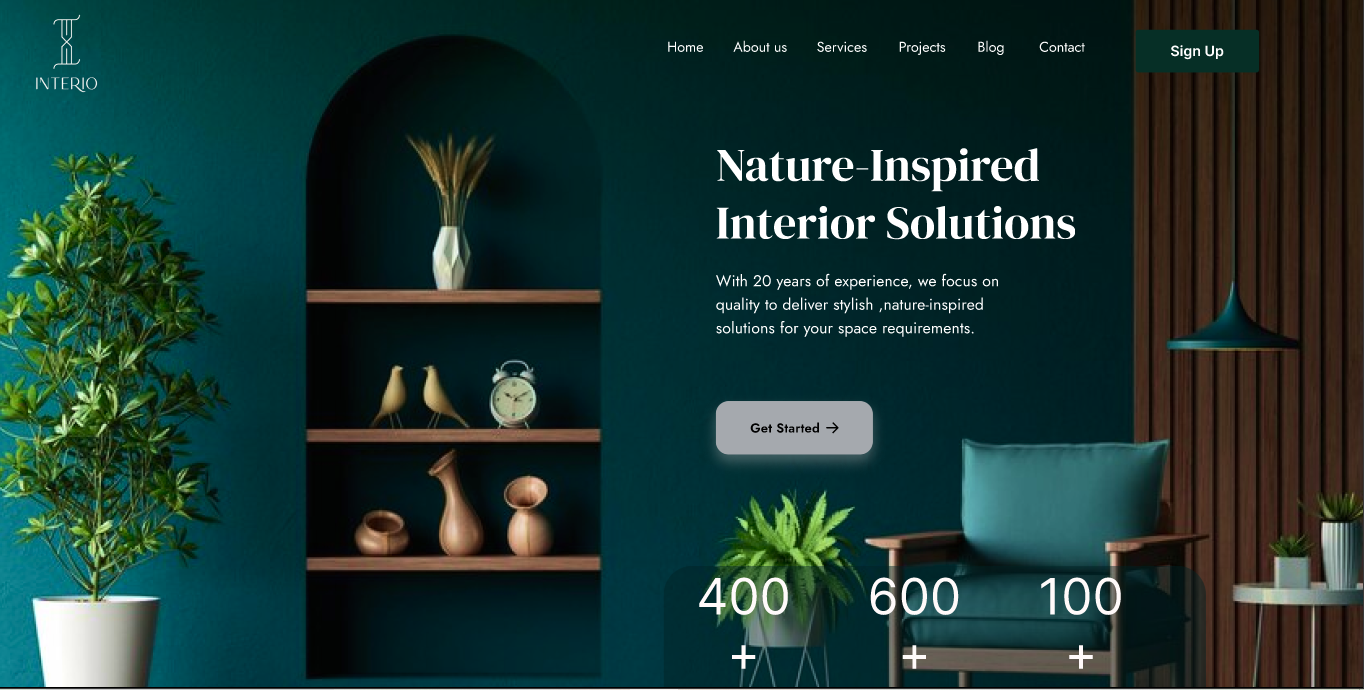 INTERIO
Home About us Services Projects Blog Contact Sign Up
Nature-Inspired
Interior Solutions
With 20 years of experience, we focus on
quality to deliver stylish ,nature-inspired
solutions for your space requirements.
Get Started →
400 600 100
+ + +